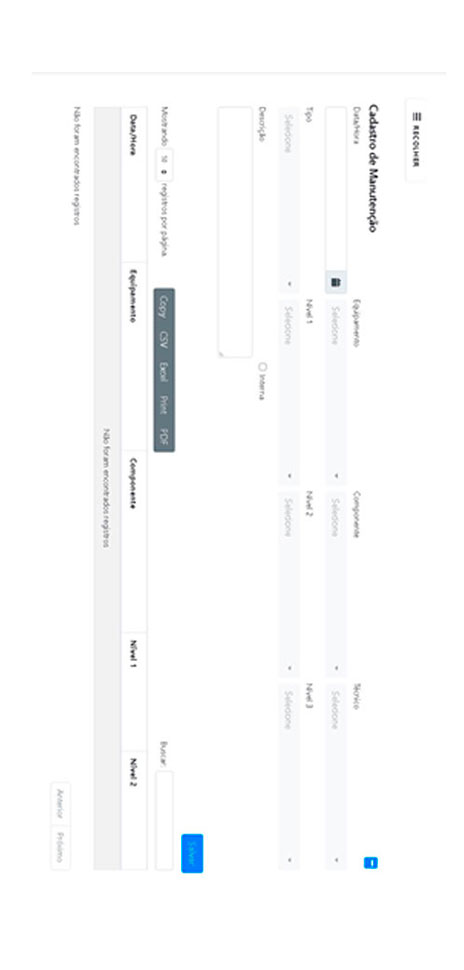 RECOLHER
Cadastro de Manutenção
Data/Hora Equipamento Componente Técnico
Selecione Selecione Selecione
Tipo Nível 1 Nível 2 Nível 3
Selecione Selecione Selecione Selecione
Descrição Interna
Salvar
Mostrando 50 registros por página. Copy CSV Excel Print PDF Buscar:
Data/Hora Equipamento Componente Nível 1 Nível 2
Não foram encontrados registros
Não foram encontrados registros
Anterior Próximo